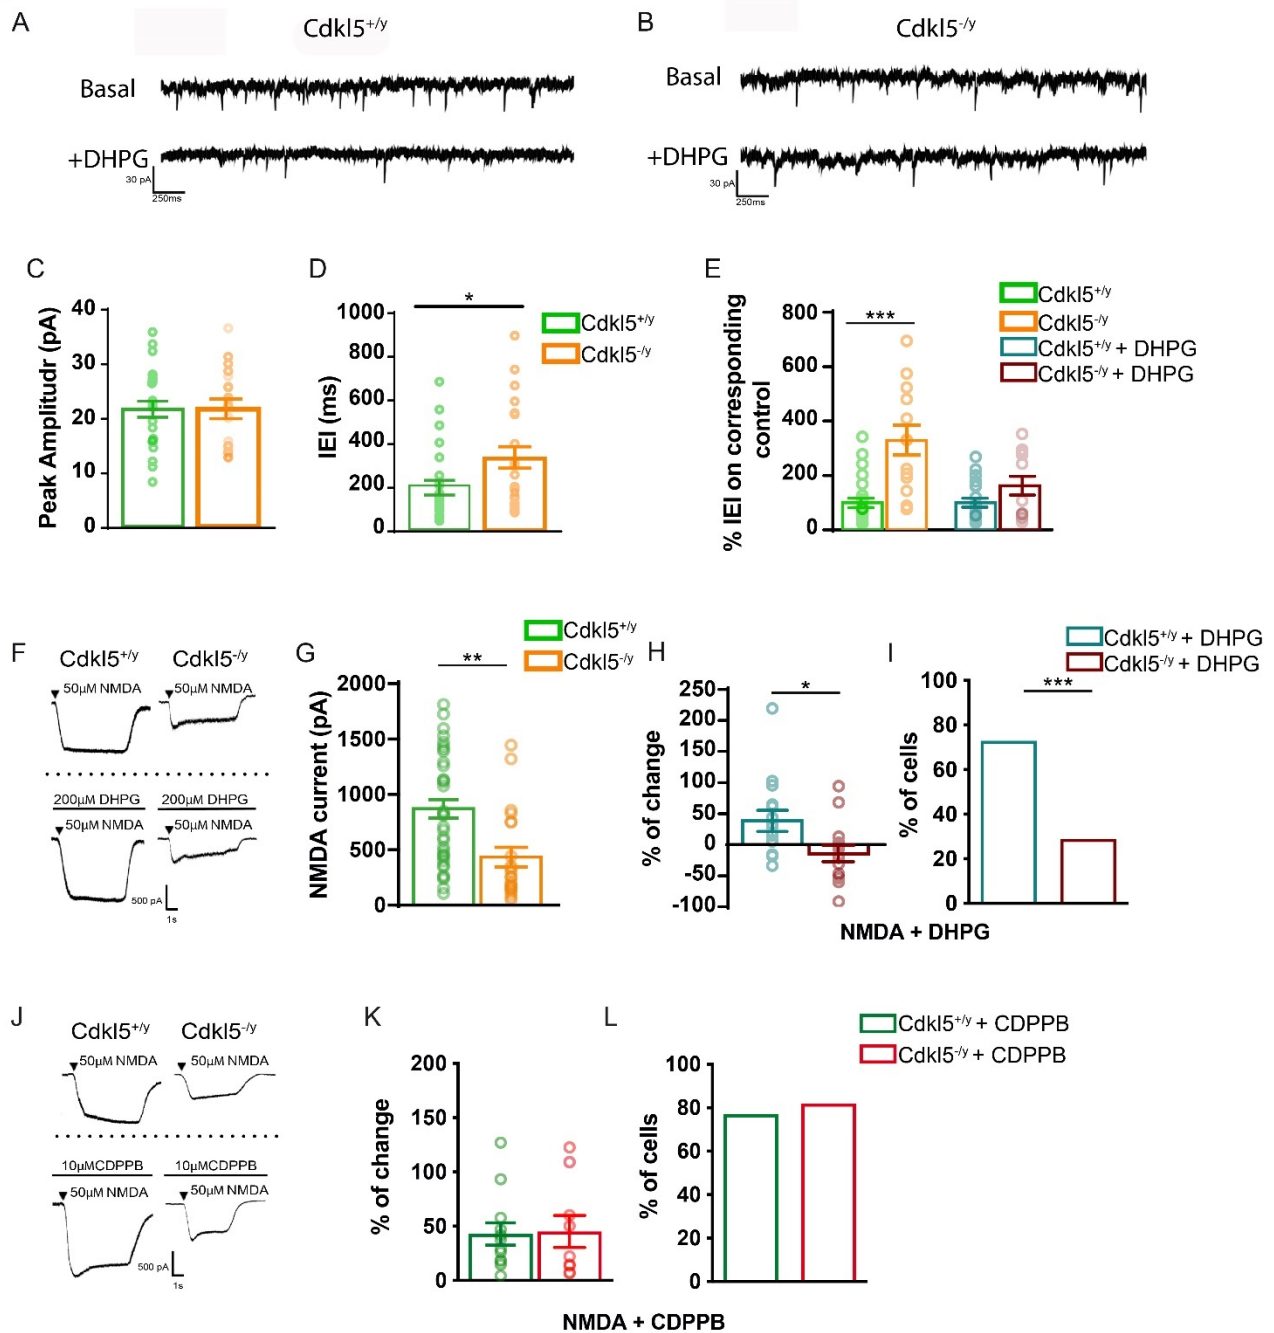 A
Cdkl5+/y
Basal
+DHPG
30 pA
250ms
B
Cdkl5-/y
Basal
+DHPG
30 pA
250ms
C
Peak Amplitudr (pA)
40
30
20
10
0
D
IEI (ms)
1000
800
600
400
200
0
*
Cdkl5+/y
Cdkl5-/y
E
% IEI on corresponding
control
800
600
400
200
0
***
Cdkl5+/y
Cdkl5-/y
Cdkl5+/y + DHPG
Cdkl5-/y + DHPG
F
Cdkl5+/y
Cdkl5-/y
50µM NMDA
50µM NMDA
200µM DHPG
200µM DHPG
50µM NMDA
50µM NMDA
500 pA
1s
G
Cdkl5+/y
Cdkl5-/y
**
NMDA current (pA)
2000
1500
1000
500
0
H
% of change
250
200
150
100
50
0
-50
-100
*
I
Cdkl5+/y + DHPG
Cdkl5-/y + DHPG
% of cells
100
80
60
40
20
0
***
NMDA + DHPG
J
Cdkl5+/y
Cdkl5-/y
50µM NMDA
50µM NMDA
10µMCDPPB
10µMCDPPB
50µM NMDA
50µM NMDA
500 pA
1s
K
% of change
200
150
100
50
0
L
Cdkl5+/y + CDPPB
Cdkl5-/y + CDPPB
% of cells
100
80
60
40
20
0
NMDA + CDPPB